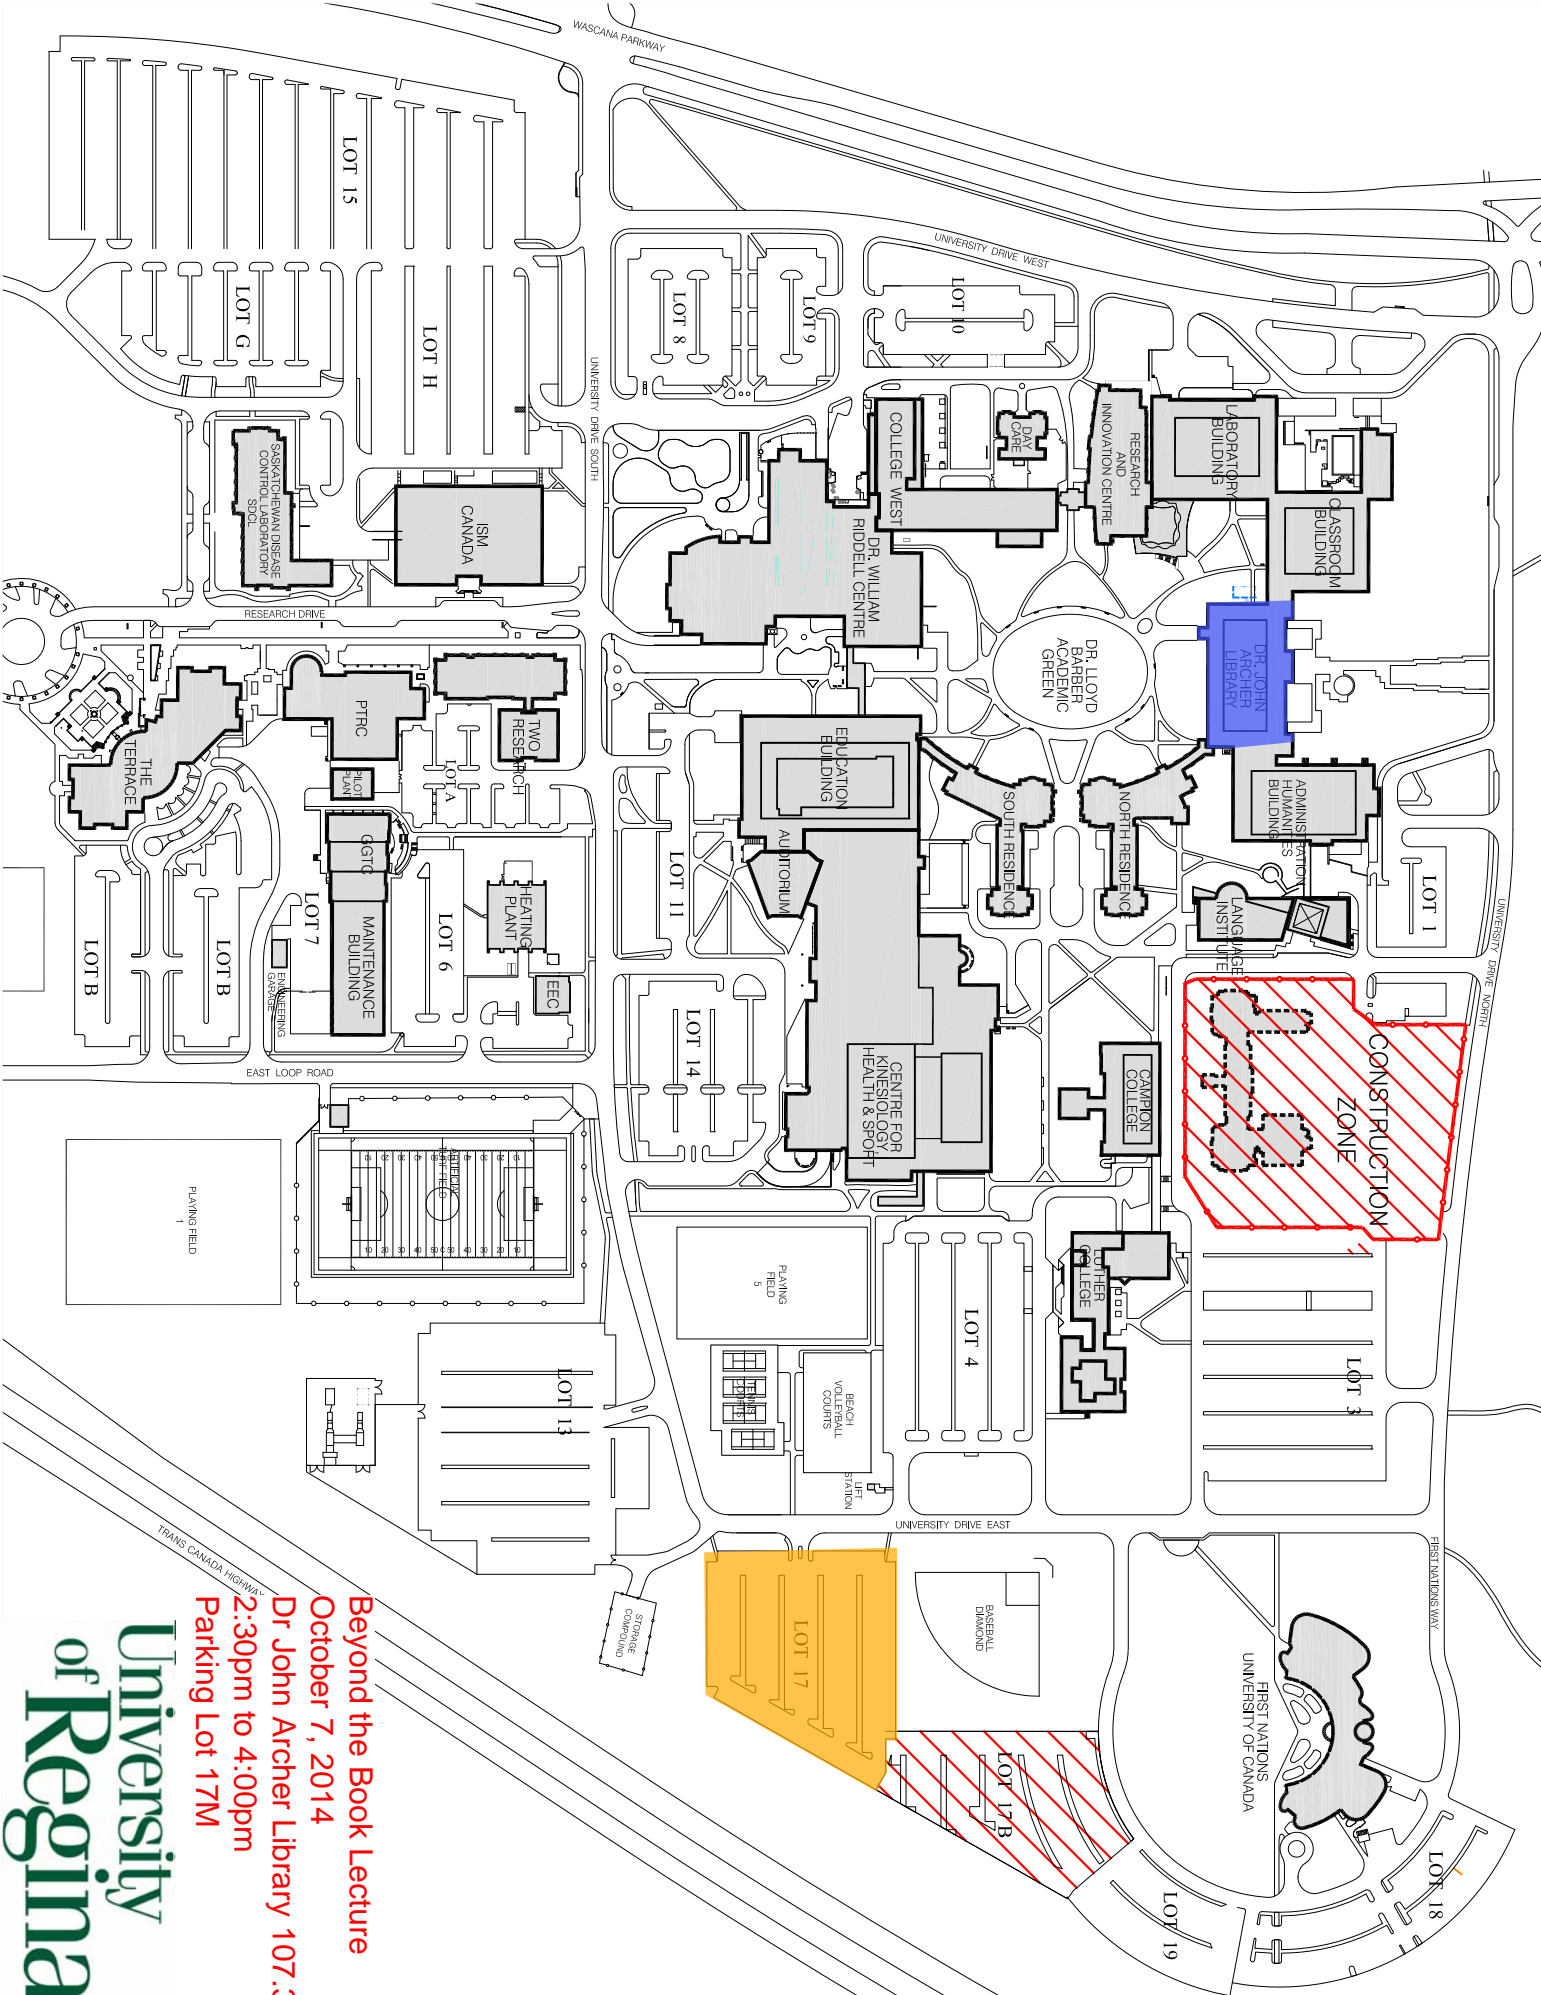 WASCANA PARKWAY
UNIVERSITY DRIVE WEST
UNIVERSITY DRIVE SOUTH
UNIVERSITY DRIVE NORTH
UNIVERSITY DRIVE EAST
FIRST NATIONS WAY
RESEARCH DRIVE
EAST LOOP ROAD
TRANS CANADA HIGHWAY
LOT 15
LOT G
LOT H
LOT 8
LOT 9
LOT 10
SASKATCHEWAN DISEASE
CONTROL LABORATORY
SDCL
ISM
CANADA
COLLEGE WEST
DAY
CARE
RESEARCH
AND
INNOVATION CENTRE
LABORATORY
BUILDING
CLASSROOM
BUILDING
DR. WILLIAM
RIDDELL CENTRE
DR. LLOYD
BARBER
ACADEMIC
GREEN
DR. JOHN
ARCHER
LIBRARY
THE
TERRACE
PTRC
PILOT
PLANT
TWO
RESEARCH
LOT A
GGTC
MAINTENANCE
BUILDING
HEATING
PLANT
EEC
ENGINEERING
GARAGE
LOT B
LOT B
LOT 7
LOT 6
LOT 11
EDUCATION
BUILDING
AUDITORIUM
SOUTH RESIDENCE
NORTH RESIDENCE
ADMINISTRATION
HUMANITIES
BUILDING
LANGUAGE
INSTITUTE
LOT 1
LOT 14
CENTRE FOR
KINESIOLOGY,
HEALTH & SPORT
CAMPION
COLLEGE
CONSTRUCTION
ZONE
LUTHER
COLLEGE
PLAYING FIELD
1
ARTIFICIAL
TURF FIELD
PLAYING
FIELD
5
TENNIS
COURTS
BEACH
VOLLEYBALL
COURTS
LIFT
STATION
LOT 4
LOT 3
LOT 13
STORAGE
COMPOUND
LOT 17
BASEBALL
DIAMOND
LOT 17 B
FIRST NATIONS
UNIVERSITY OF CANADA
LOT 18
LOT 19
Beyond the Book Lecture
October 7, 2014
Dr John Archer Library 107.3
2:30pm to 4:00pm
Parking Lot 17M
University
of Regina